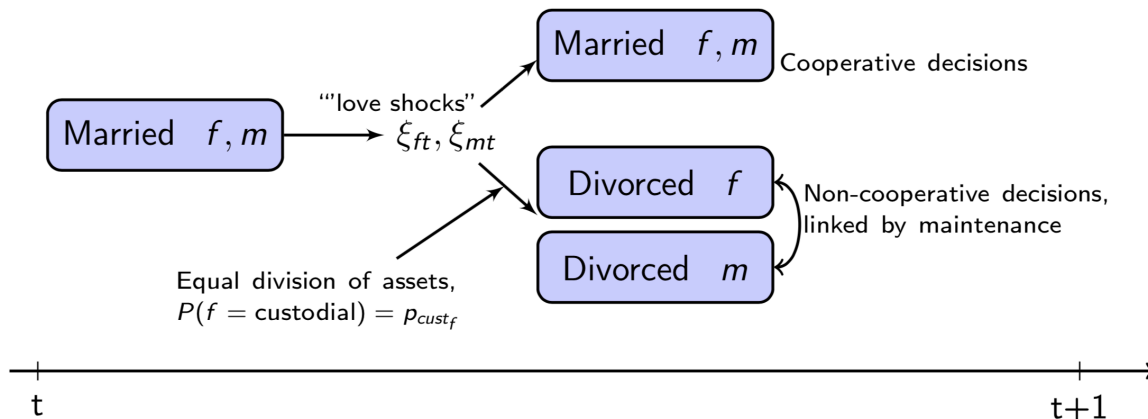 Married f, m
Cooperative decisions
“'love shocks”
Married f, m
ξft, ξmt
Divorced f
Non-cooperative decisions,
linked by maintenance
Divorced m
Equal division of assets,
P(f = custodial) = pcustf
t
t+1